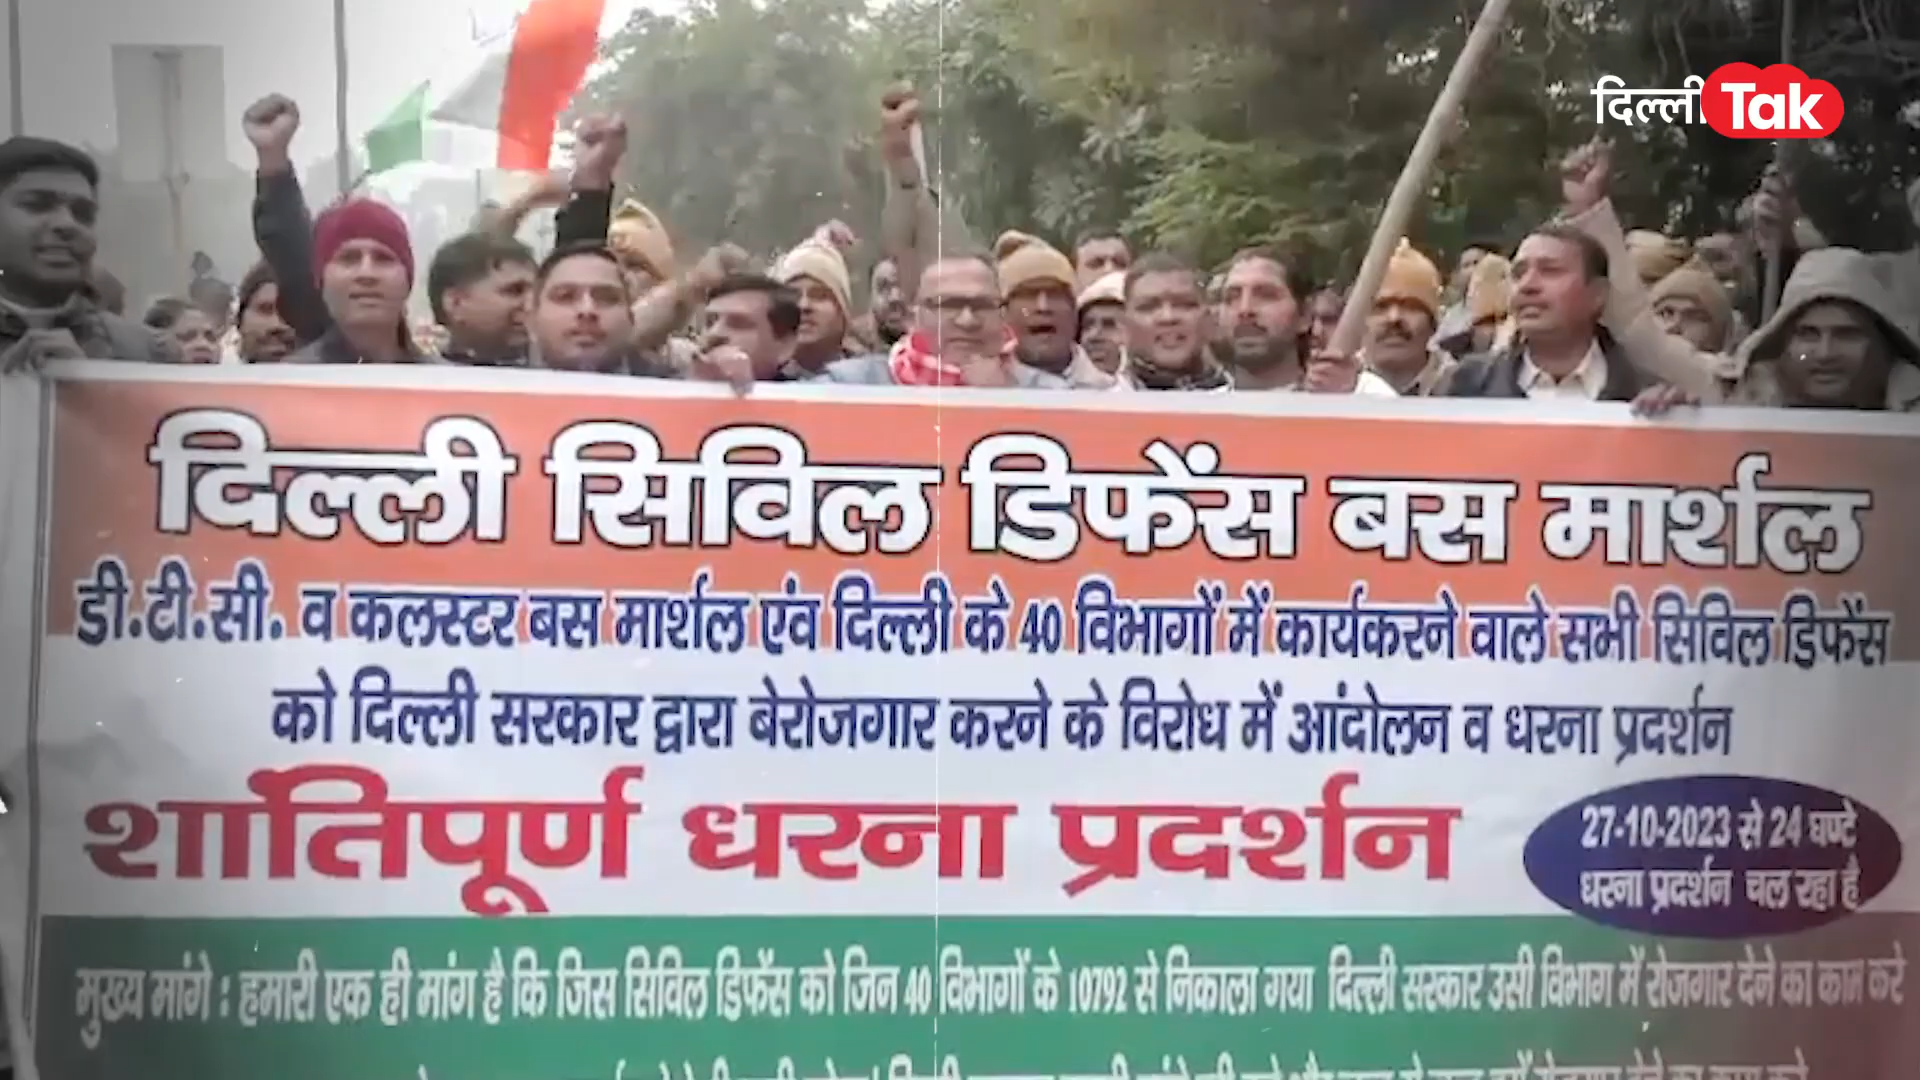 दिल्ली Tak
दिल्ली सिविल डिफेंस बस मार्शल
डी.टी.सी. व कलस्टर बस मार्शल एंव दिल्ली के 40 विभागों में कार्यकरने वाले सभी सिविल डिफेंस
को दिल्ली सरकार द्वारा बेरोजगार करने के विरोध में आंदोलन व धरना प्रदर्शन
शांतिपूर्ण धरना प्रदर्शन
27-10-2023 से 24 घण्टे
धरना प्रदर्शन चल रहा है
मुख्य मांगे : हमारी एक ही मांग है कि जिस सिविल डिफेंस को जिन 40 विभागों के 10792 से निकाला गया दिल्ली सरकार उसी विभाग में रोजगार देने का काम करे